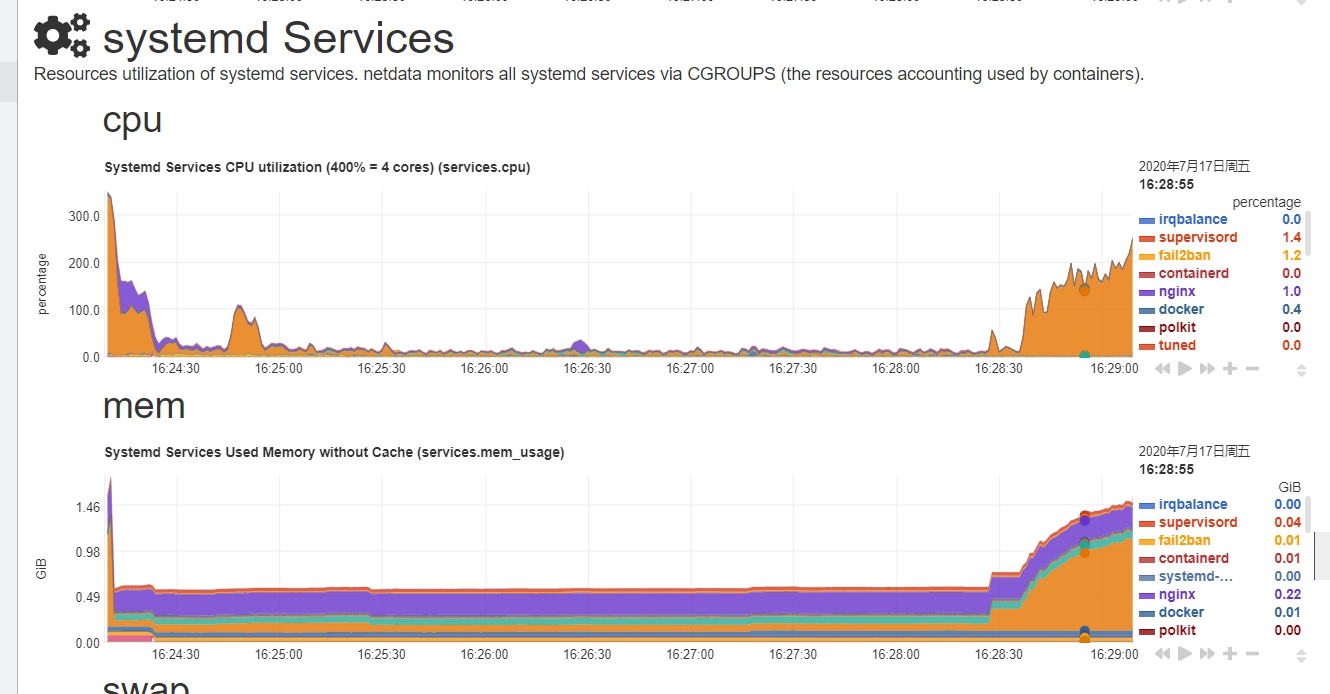 systemd Services
Resources utilization of systemd services. netdata monitors all systemd services via CGROUPS (the resources accounting used by containers).
cpu
Systemd Services CPU utilization (400% = 4 cores) (services.cpu)
2020年7月17日周五
16:28:55
percentage
irqbalance 0.0
supervisord 1.4
fail2ban 1.2
containerd 0.0
nginx 1.0
docker 0.4
polkit 0.0
tuned 0.0
percentage
300.0
200.0
100.0
0.0
16:24:30 16:25:00 16:25:30 16:26:00 16:26:30 16:27:00 16:27:30 16:28:00 16:28:30 16:29:00
mem
Systemd Services Used Memory without Cache (services.mem_usage)
2020年7月17日周五
16:28:55
GiB
irqbalance 0.00
supervisord 0.04
fail2ban 0.01
containerd 0.01
systemd-... 0.00
nginx 0.22
docker 0.01
polkit 0.00
GiB
1.46
0.98
0.49
0.00
16:24:30 16:25:00 16:25:30 16:26:00 16:26:30 16:27:00 16:27:30 16:28:00 16:28:30 16:29:00
swap